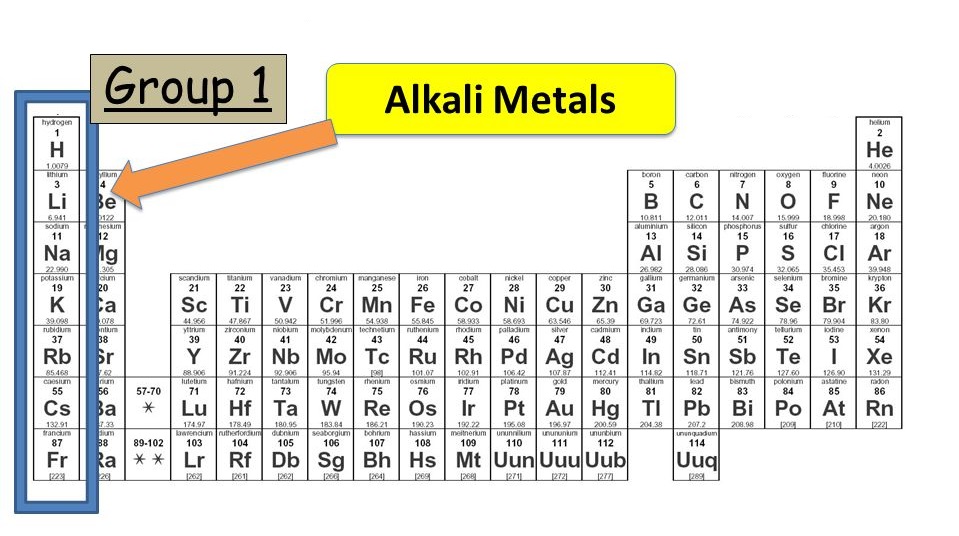 Group 1
Alkali Metals
hydrogen helium
1 2
H He
1.0079 4.0026
lithium yllium boron carbon nitrogen oxygen fluorine neon
3 4 5 6 7 8 9 10
Li Be B C N O F Ne
6.941 0122 10.811 12.011 14.007 15.999 18.998 20.180
sodium nesium aluminium silicon phosphorus sulfur chlorine argon
11 12 13 14 15 16 17 18
Na Mg Al Si P S Cl Ar
22.990 .305 26.982 28.086 30.974 32.065 35.453 39.948
potassium cium scandium titanium vanadium chromium manganese iron cobalt nickel copper zinc gallium germanium arsenic selenium bromine krypton
19 20 21 22 23 24 25 26 27 28 29 30 31 32 33 34 35 36
K Ca Sc Ti V Cr Mn Fe Co Ni Cu Zn Ga Ge As Se Br Kr
39.098 .078 44.956 47.867 50.942 51.996 54.938 55.845 58.933 58.693 63.546 65.39 69.723 72.61 74.922 78.96 79.904 83.80
rubidium ntium yttrium zirconium niobium molybdenum technetium ruthenium rhodium palladium silver cadmium indium tin antimony tellurium iodine xenon
37 38 39 40 41 42 43 44 45 46 47 48 49 50 51 52 53 54
Rb Sr Y Zr Nb Mo Tc Ru Rh Pd Ag Cd In Sn Sb Te I Xe
85.468 7.62 88.906 91.224 92.906 95.94 [98] 101.07 102.91 106.42 107.87 112.41 114.82 118.71 121.76 127.60 126.90 131.29
caesium rium lutetium hafnium tantalum tungsten rhenium osmium iridium platinum gold mercury thallium lead bismuth polonium astatine radon
55 56 57-70 71 72 73 74 75 76 77 78 79 80 81 82 83 84 85 86
Cs Ba * Lu Hf Ta W Re Os Ir Pt Au Hg Tl Pb Bi Po At Rn
132.91 7.33 174.97 178.49 180.95 183.84 186.21 190.23 192.22 195.08 196.97 200.59 204.38 207.2 208.98 [209] [210] [222]
francium dium lawrencium rutherfordium dubnium seaborgium bohrium hassium meitnerium ununnilium unununium ununbium ununquadium
87 88 89-102 103 104 105 106 107 108 109 110 111 112 114
Fr Ra * * Lr Rf Db Sg Bh Hs Mt Uun Uuu Uub Uuq
[223] 226] [262] [261] [262] [266] [264] [269] [268] [271] [272] [277] [289]